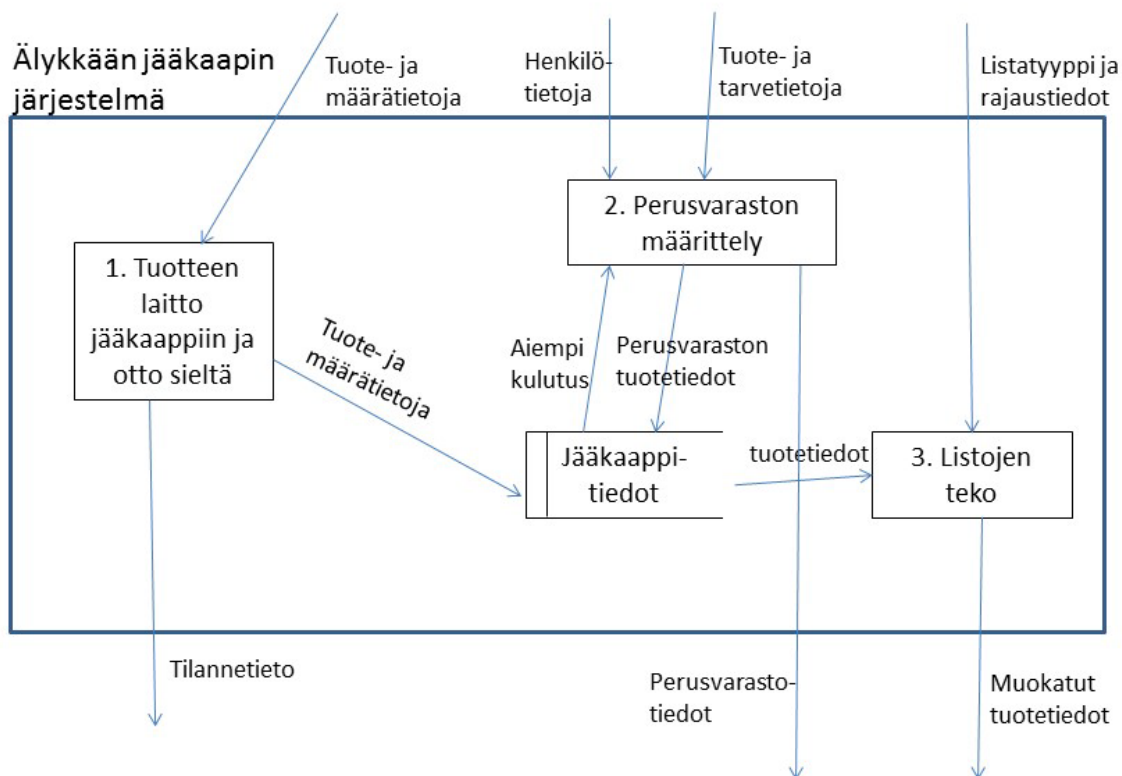 Älykkään jääkaapin
järjestelmä
Tuote- ja
määrätietoja
Henkilö-
tietoja
Tuote- ja
tarvetietoja
Listatyyppi ja
rajaustiedot
2. Perusvaraston
määrittely
1. Tuotteen
laitto
jääkaappiin ja
otto sieltä
Tuote- ja
määrätietoja
Aiempi
kulutus
Perusvaraston
tuotetiedot
Jääkaappi-
tiedot
tuotetiedot
3. Listojen
teko
Tilannetieto
Perusvarasto-
tiedot
Muokatut
tuotetiedot